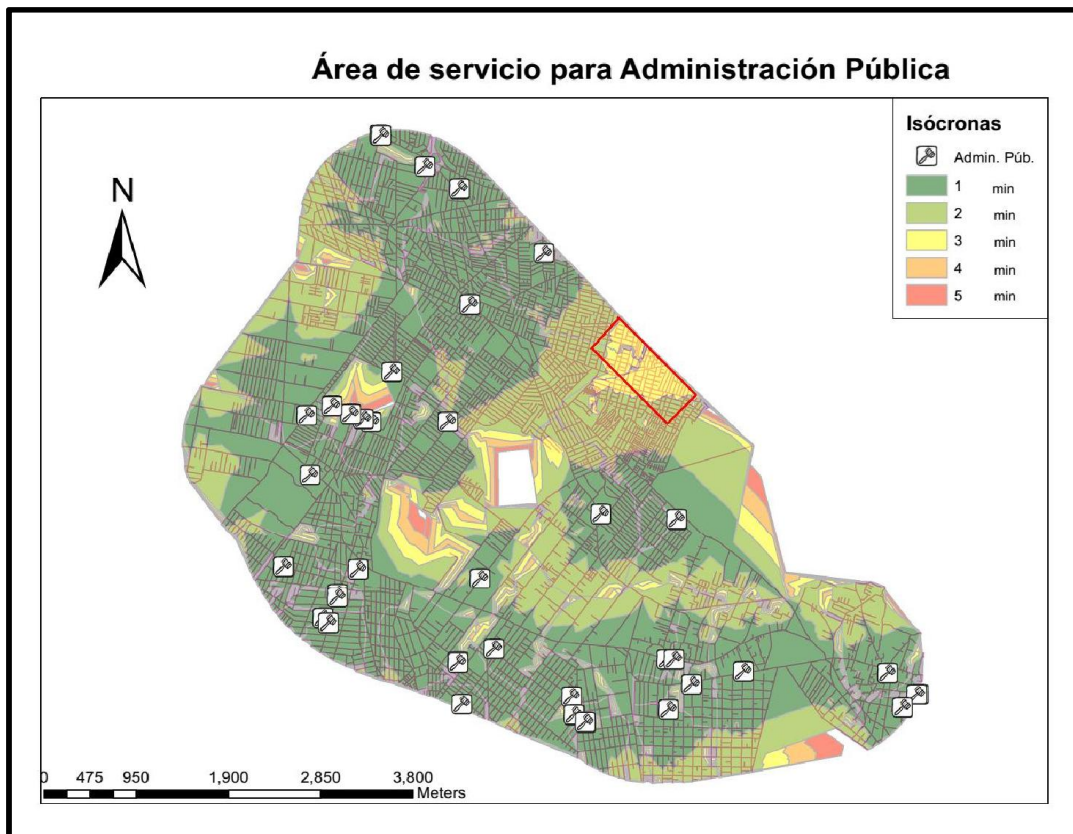 Área de servicio para Administración Pública
Isócronas
Admin. Púb.
1 min
2 min
3 min
4 min
5 min
N
0 475 950 1,900 2,850 3,800
Meters